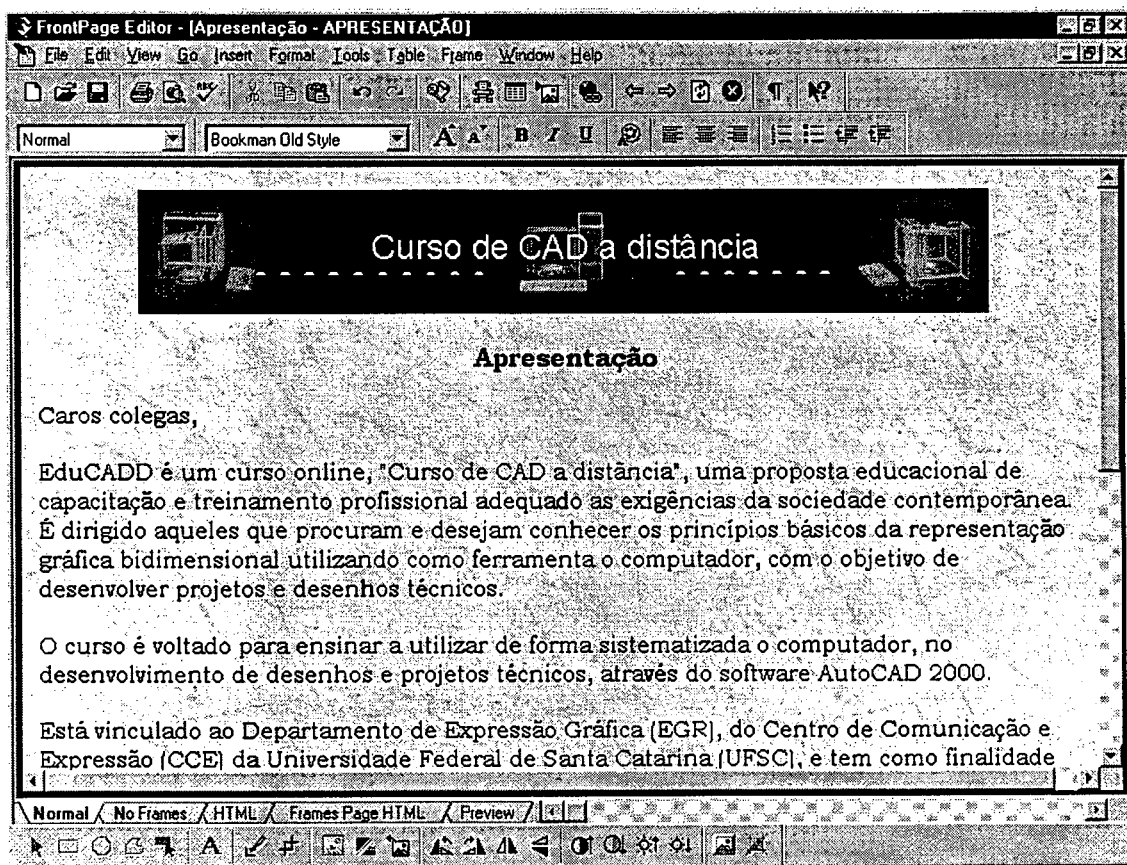 FrontPage Editor - [Apresentação - APRESENTAÇÃO]
File Edit View Go Insert Format Tools Table Frame Window Help
Normal Bookman Old Style A A B I U
Curso de CAD a distância
Apresentação
Caros colegas,
EduCADD é um curso online, "Curso de CAD a distância", uma proposta educacional de
capacitação e treinamento profissional adequado as exigências da sociedade contemporânea.
É dirigido aqueles que procuram e desejam conhecer os princípios básicos da representação
gráfica bidimensional utilizando como ferramenta o computador, com o objetivo de
desenvolver projetos e desenhos técnicos.
O curso é voltado para ensinar a utilizar de forma sistematizada o computador, no
desenvolvimento de desenhos e projetos técnicos, através do software AutoCAD 2000.
Está vinculado ao Departamento de Expressão Gráfica (EGR), do Centro de Comunicação e
Expressão (CCE) da Universidade Federal de Santa Catarina (UFSC), e tem como finalidade
Normal No Frames HTML Frames Page HTML Preview
A